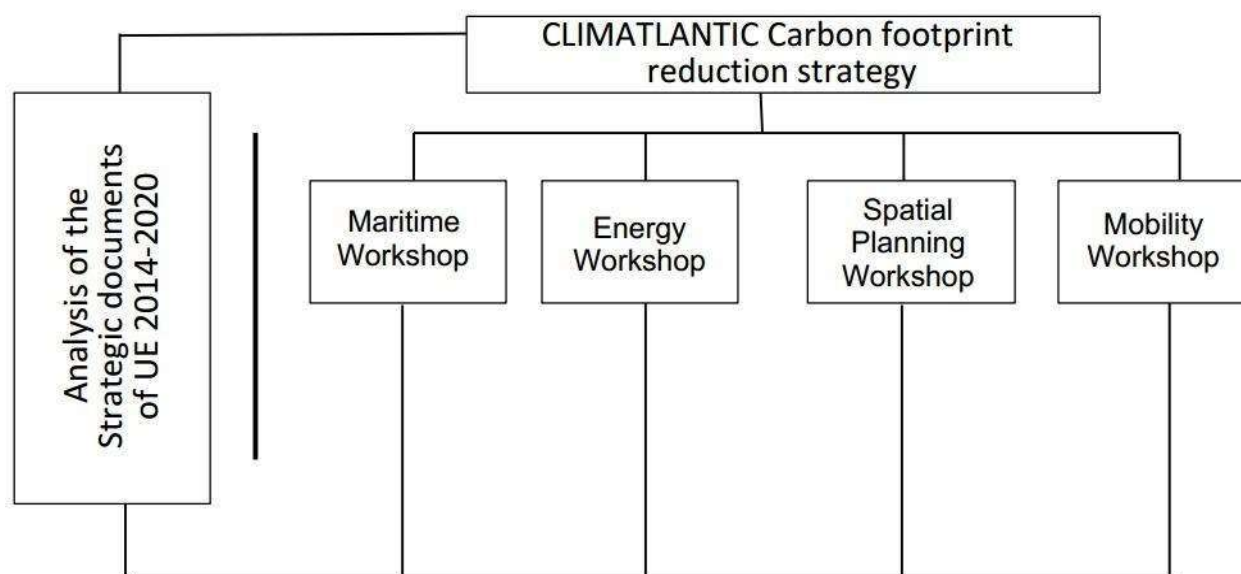 CLIMATLANTIC Carbon footprint
reduction strategy
Analysis of the
Strategic documents
of UE 2014-2020
Maritime
Workshop
Energy
Workshop
Spatial
Planning
Workshop
Mobility
Workshop